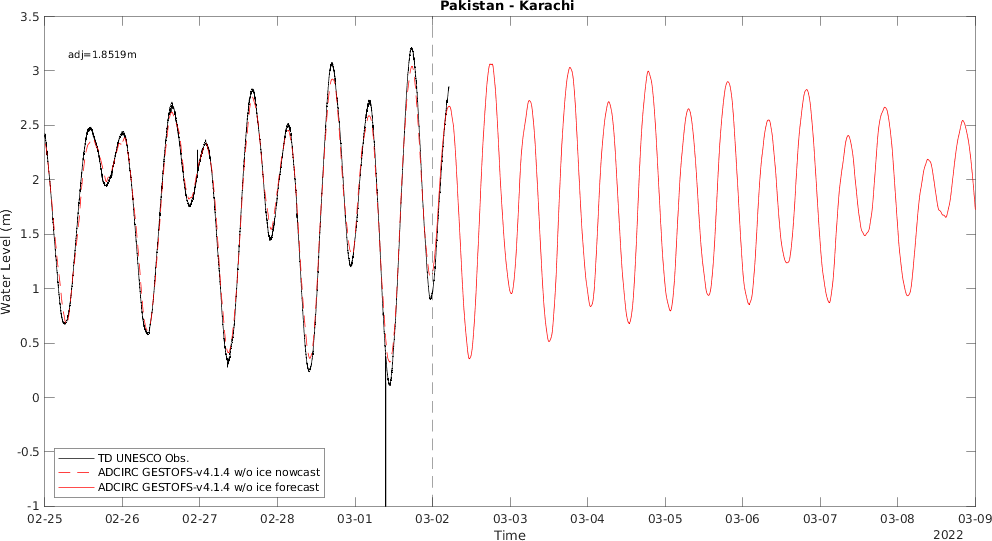 Pakistan - Karachi
adj=1.8519m
3.5
3
2.5
2
1.5
1
0.5
0
-0.5
-1
Water Level (m)
TD UNESCO Obs.
ADCIRC GESTOFS-v4.1.4 w/o ice nowcast
ADCIRC GESTOFS-v4.1.4 w/o ice forecast
02-25 02-26 02-27 02-28 03-01 03-02 03-03 03-04 03-05 03-06 03-07 03-08 03-09
Time
2022